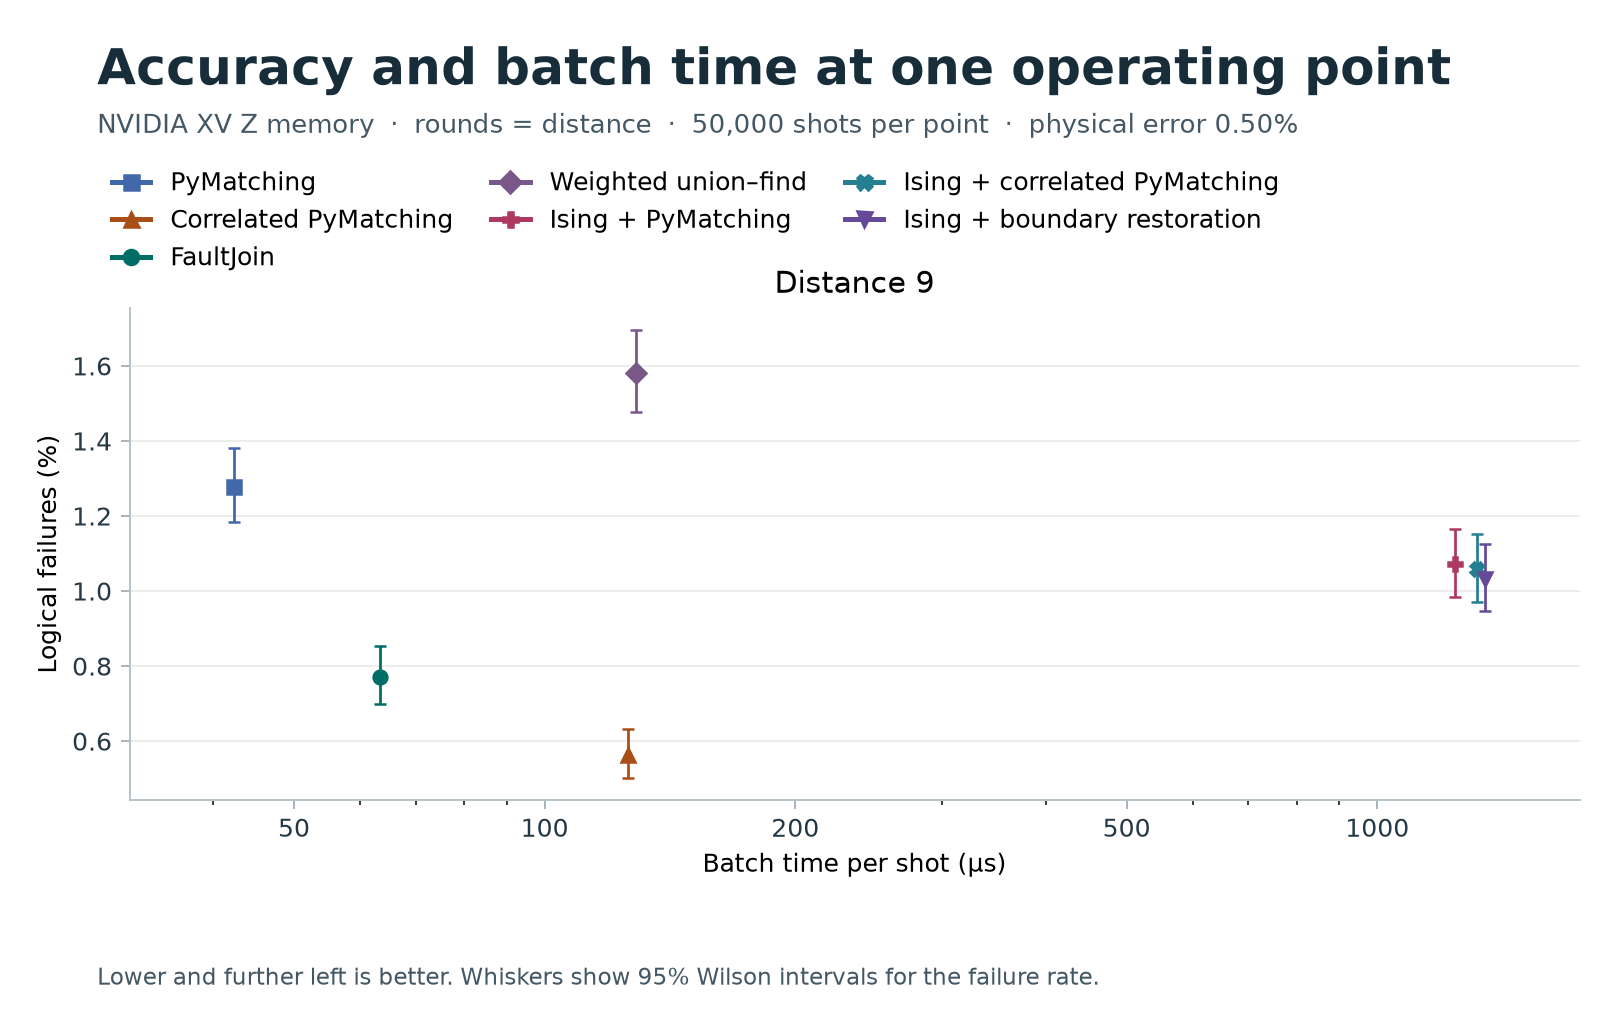 Accuracy and batch time at one operating point
NVIDIA XV Z memory · rounds = distance · 50,000 shots per point · physical error 0.50%
PyMatching
Correlated PyMatching
FaultJoin
Weighted union–find
Ising + PyMatching
Ising + correlated PyMatching
Ising + boundary restoration
Distance 9
Logical failures (%)
1.6
1.4
1.2
1.0
0.8
0.6
50
100
200
500
1000
Batch time per shot (µs)
Lower and further left is better. Whiskers show 95% Wilson intervals for the failure rate.